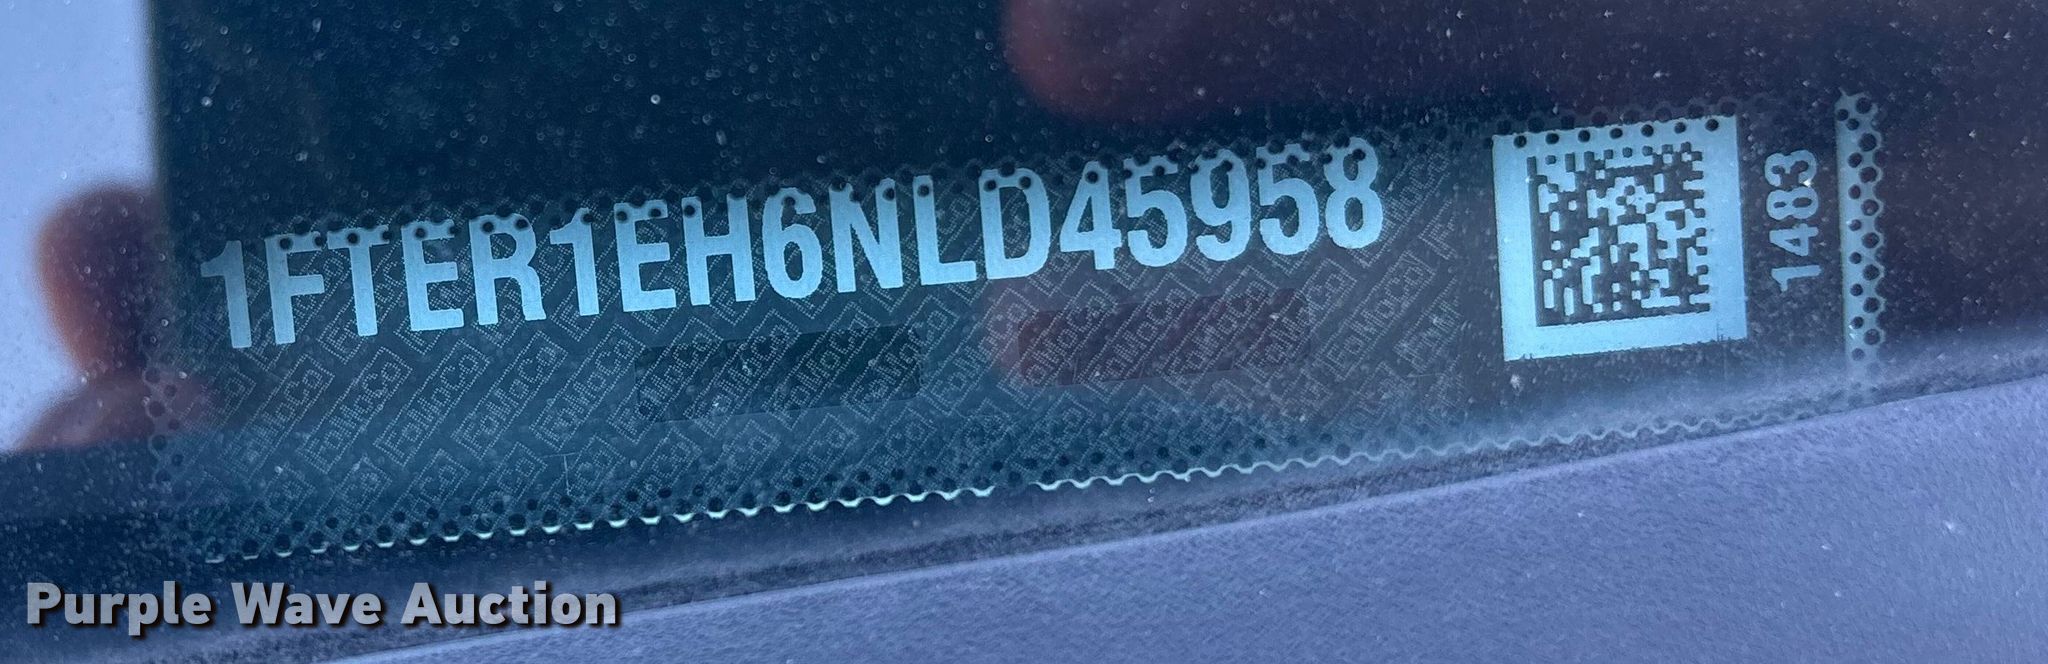 1FTER1EH6NLD45958
1483
Purple Wave Auction